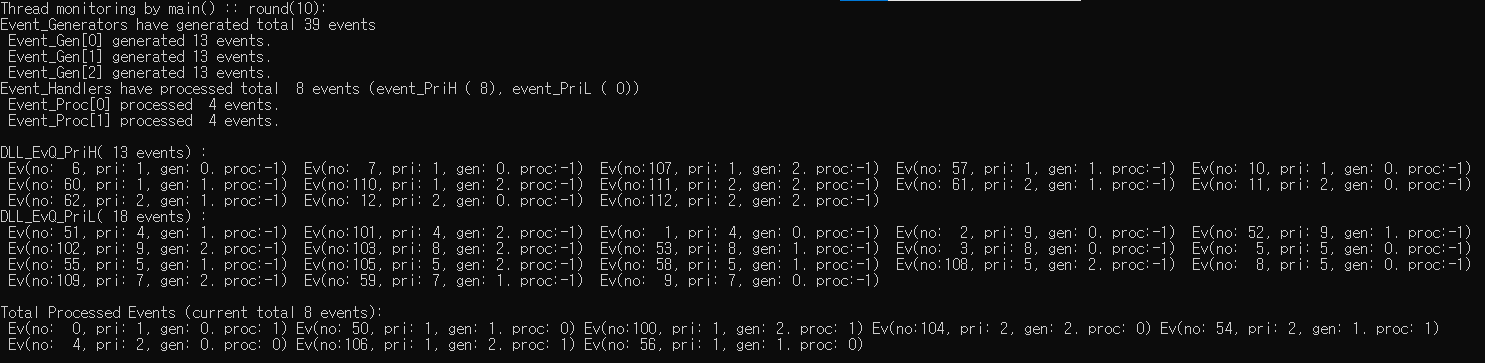 Thread monitoring by main() :: round(10):
Event_Generators have generated total 39 events
Event_Gen[0] generated 13 events.
Event_Gen[1] generated 13 events.
Event_Gen[2] generated 13 events.
Event_Handlers have processed total  8 events (event_PriH ( 8), event_PriL ( 0))
Event_Proc[0] processed  4 events.
Event_Proc[1] processed  4 events.
DLL_EvQ_PriH( 13 events) :
Ev(no:  6, pri: 1, gen: 0. proc:-1)  Ev(no:  7, pri: 1, gen: 0. proc:-1)  Ev(no:107, pri: 1, gen: 2. proc:-1)  Ev(no: 57, pri: 1, gen: 1. proc:-1)  Ev(no: 10, pri: 1, gen: 0. proc:-1)
Ev(no: 60, pri: 1, gen: 1. proc:-1)  Ev(no:110, pri: 1, gen: 2. proc:-1)  Ev(no:111, pri: 2, gen: 2. proc:-1)  Ev(no: 61, pri: 2, gen: 1. proc:-1)  Ev(no: 11, pri: 2, gen: 0. proc:-1)
Ev(no: 62, pri: 2, gen: 1. proc:-1)  Ev(no: 12, pri: 2, gen: 0. proc:-1)  Ev(no:112, pri: 2, gen: 2. proc:-1)
DLL_EvQ_PriL( 18 events) :
Ev(no: 51, pri: 4, gen: 1. proc:-1)  Ev(no:101, pri: 4, gen: 2. proc:-1)  Ev(no:  1, pri: 4, gen: 0. proc:-1)  Ev(no:  2, pri: 9, gen: 0. proc:-1)  Ev(no: 52, pri: 9, gen: 1. proc:-1)
Ev(no:102, pri: 9, gen: 2. proc:-1)  Ev(no:103, pri: 8, gen: 2. proc:-1)  Ev(no: 53, pri: 8, gen: 1. proc:-1)  Ev(no:  3, pri: 8, gen: 0. proc:-1)  Ev(no:  5, pri: 5, gen: 0. proc:-1)
Ev(no: 55, pri: 5, gen: 1. proc:-1)  Ev(no:105, pri: 5, gen: 2. proc:-1)  Ev(no: 58, pri: 5, gen: 1. proc:-1)  Ev(no:108, pri: 5, gen: 2. proc:-1)  Ev(no:  8, pri: 5, gen: 0. proc:-1)
Ev(no:109, pri: 7, gen: 2. proc:-1)  Ev(no: 59, pri: 7, gen: 1. proc:-1)  Ev(no:  9, pri: 7, gen: 0. proc:-1)
Total Processed Events (current total 8 events):
Ev(no:  0, pri: 1, gen: 0. proc: 1) Ev(no: 50, pri: 1, gen: 1. proc: 0) Ev(no:100, pri: 1, gen: 2. proc: 1) Ev(no:104, pri: 2, gen: 2. proc: 0) Ev(no: 54, pri: 2, gen: 1. proc: 1)
Ev(no:  4, pri: 2, gen: 0. proc: 0) Ev(no:106, pri: 1, gen: 2. proc: 1) Ev(no: 56, pri: 1, gen: 1. proc: 0)